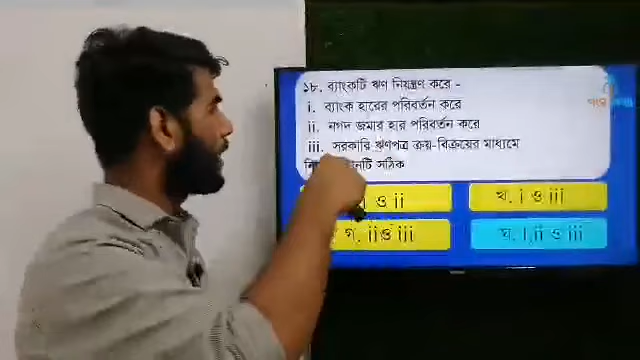 ১৮. ব্যাংকটি ঋণ নিয়ন্ত্রণ করে -
i. ব্যাংক হারের পরিবর্তন করে
ii. নগদ জমার হার পরিবর্তন করে
iii. সরকারি ঋণপত্র ক্রয়-বিক্রয়ের মাধ্যমে
সঠিক
i ও ii
খ. i ও iii
গ. ii ও iii
ঘ. i,ii ও iii